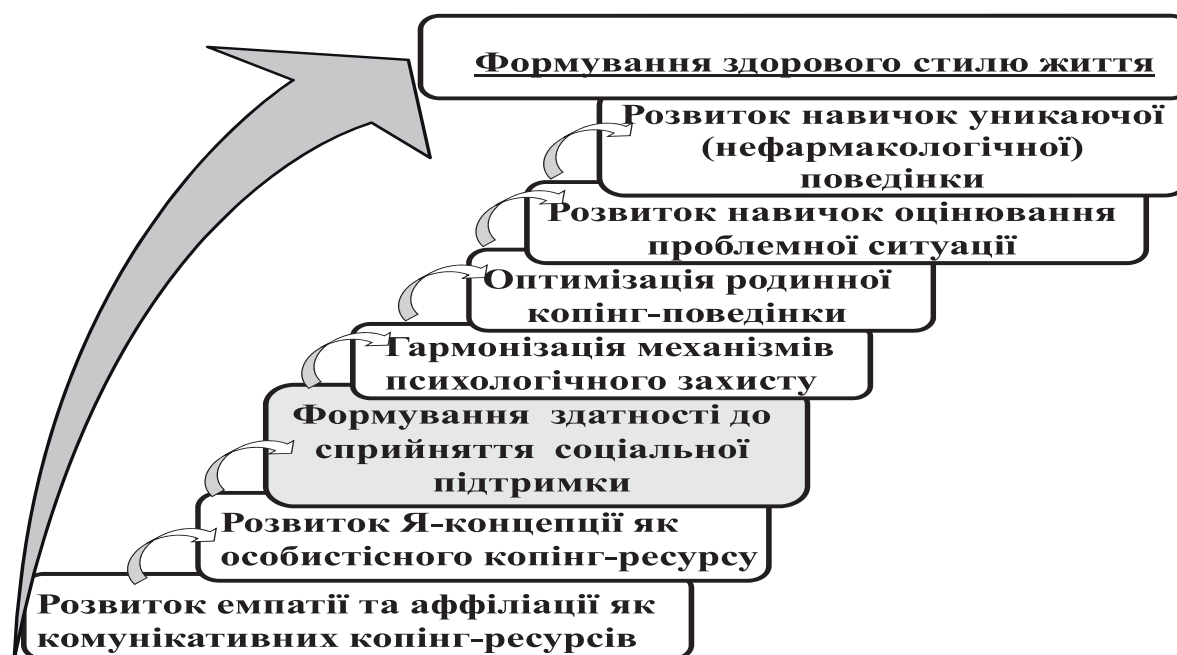 Формування здорового стилю життя
Розвиток навичок уникаючої
(нефармакологічної)
поведінки
Розвиток навичок оцінювання
проблемної ситуації
Оптимізація родинної
копінг-поведінки
Гармонізація механізмів
психологічного захисту
Формування здатності до
сприйняття соціальної
підтримки
Розвиток Я-концепції як
особистісного копінг-ресурсу
Розвиток емпатії та аффіліації як
комунікативних копінг-ресурсів